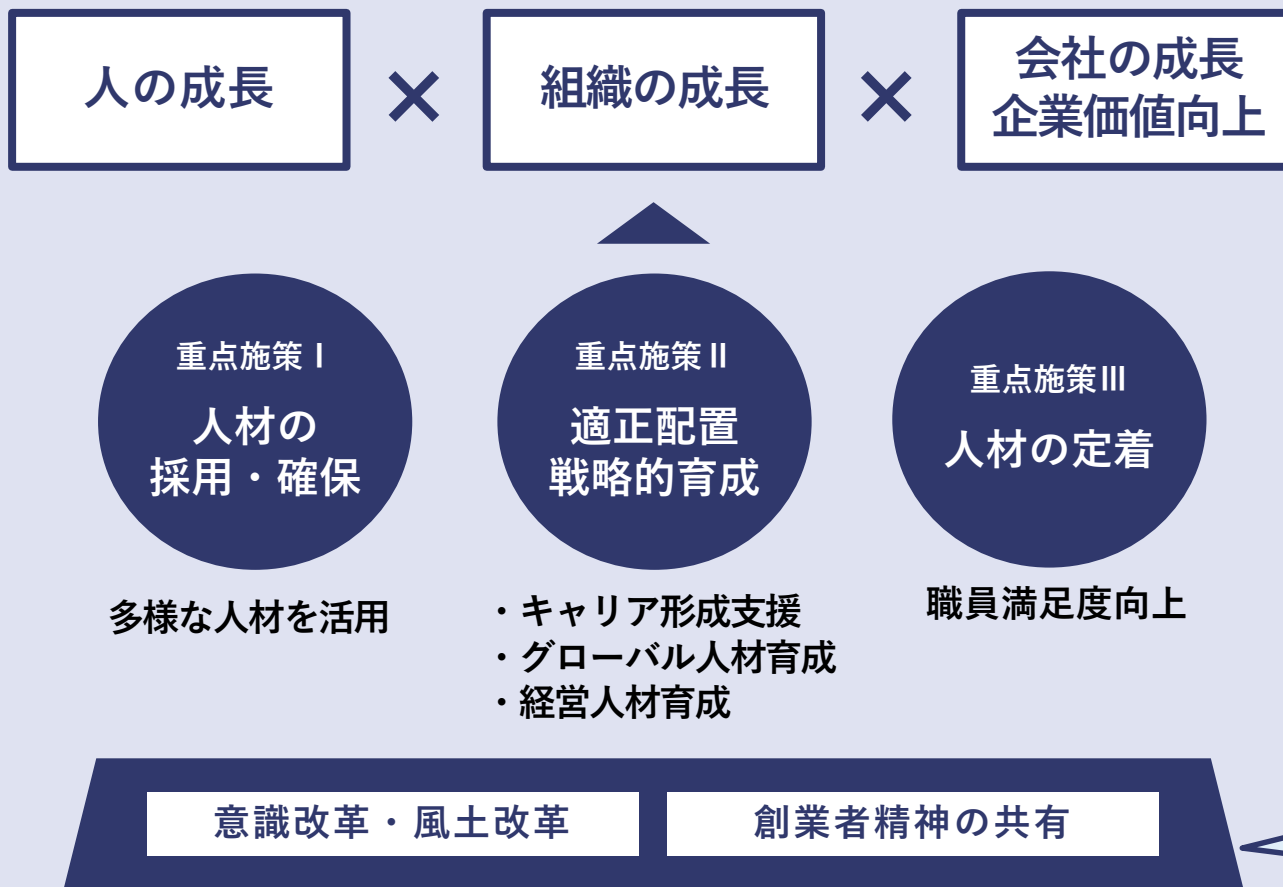 人の成長
×
組織の成長
×
会社の成長
企業価値向上
重点施策Ⅰ
人材の
採用・確保
多様な人材を活用
重点施策Ⅱ
適正配置
戦略的育成
・キャリア形成支援
・グローバル人材育成
・経営人材育成
重点施策Ⅲ
人材の定着
職員満足度向上
意識改革・風土改革
創業者精神の共有